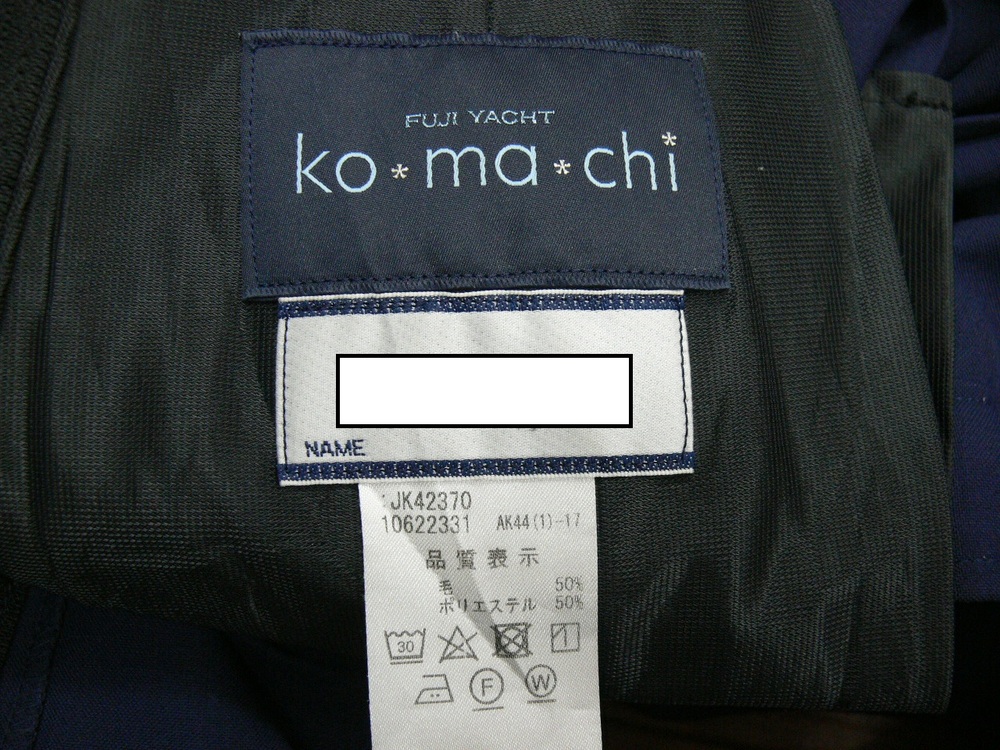 FUJI YACHT
ko*ma*chi
NAME
JK42370
10622331 AK44(1)-17
品質表示
毛 50%
ポリエステル 50%
30
F W